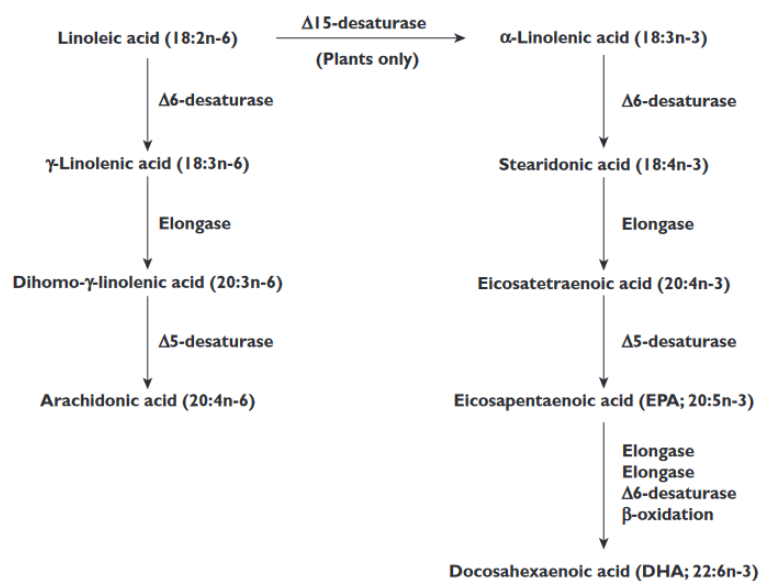 Linoleic acid (18:2n-6)
Δ15-desaturase
(Plants only)
α-Linolenic acid (18:3n-3)
Δ6-desaturase
Δ6-desaturase
γ-Linolenic acid (18:3n-6)
Stearidonic acid (18:4n-3)
Elongase
Elongase
Dihomo-γ-linolenic acid (20:3n-6)
Eicosatetraenoic acid (20:4n-3)
Δ5-desaturase
Δ5-desaturase
Arachidonic acid (20:4n-6)
Eicosapentaenoic acid (EPA; 20:5n-3)
Elongase
Elongase
Δ6-desaturase
β-oxidation
Docosahexaenoic acid (DHA; 22:6n-3)